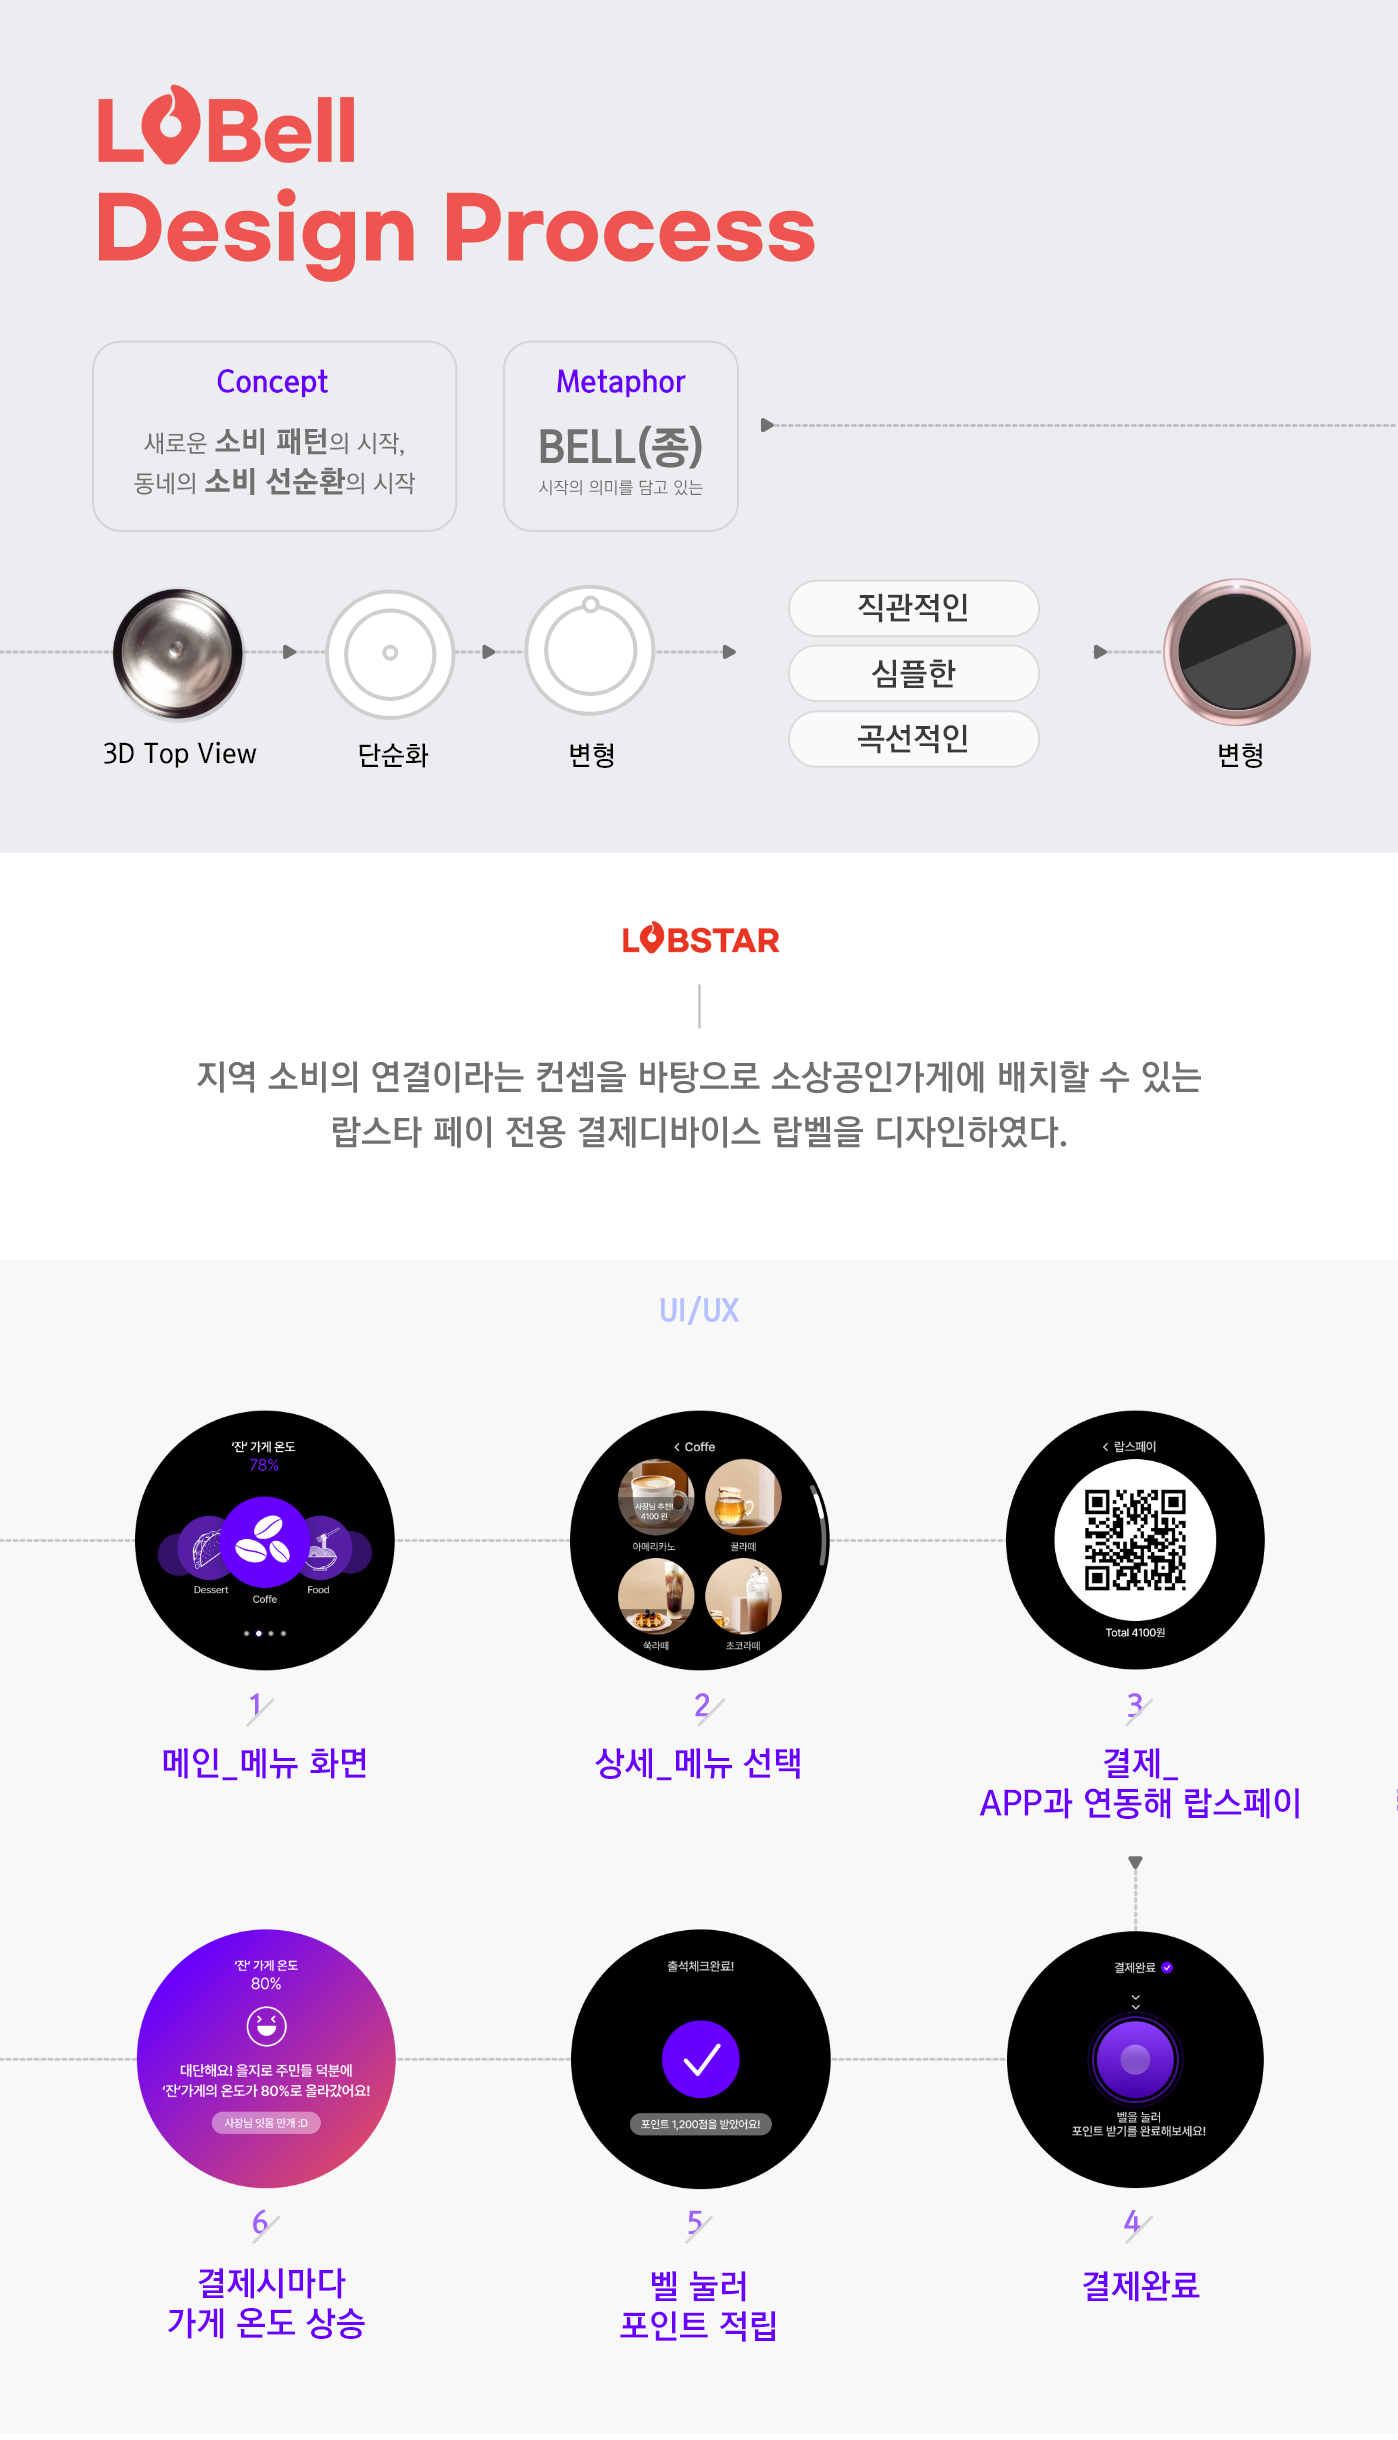 LOBell
Design Process
Concept
새로운 소비 패턴의 시작,
동네의 소비 선순환의 시작
Metaphor
BELL(종)
시작의 의미를 담고 있는
3D Top View
단순화
변형
직관적인
심플한
곡선적인
변형
LOBSTAR
지역 소비의 연결이라는 컨셉을 바탕으로 소상공인가게에 배치할 수 있는
랍스타 페이 전용 결제디바이스 랍벨을 디자인하였다.
UI/UX
‘잔’ 가게 온도
78%
Dessert
Coffe
Food
1
메인_메뉴 화면
< Coffe
사장님 추천!
4100 원
아메리카노
꿀라떼
쑥라떼
초코라떼
2
상세_메뉴 선택
< 랍스페이
Total 4100원
3
결제_
APP과 연동해 랍스페이
‘잔’ 가게 온도
80%
대단해요! 을지로 주민들 덕분에
‘잔’가게의 온도가 80%로 올라갔어요!
사장님 잇몸 만개 :D
6
결제시마다
가게 온도 상승
출석체크완료!
포인트 1,200점을 받았어요!
5
벨 눌러
포인트 적립
결제완료
벨을 눌러
포인트 받기를 완료해보세요!
4
결제완료